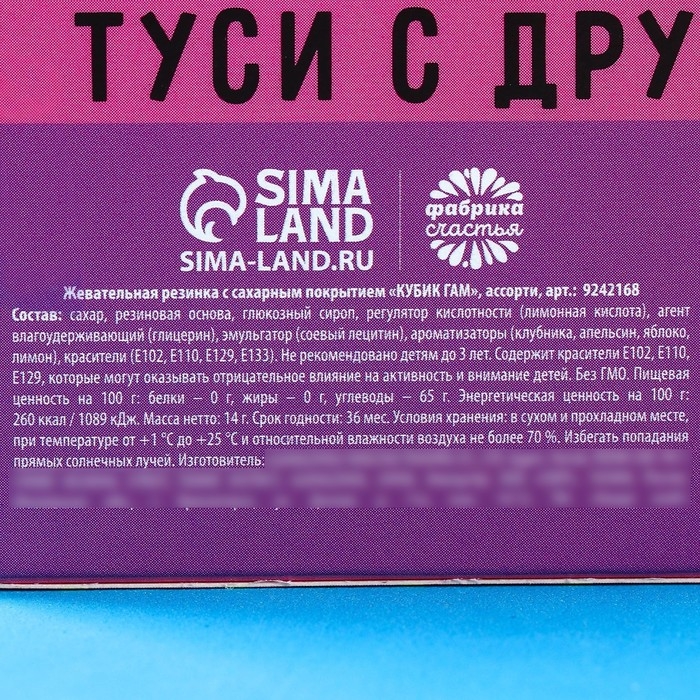 ТУСИ С ДРУ
SIMA
LAND
SIMA-LAND.RU
фабрика
счастья
Жевательная резинка с сахарным покрытием «КУБИК ГАМ», ассорти, арт.: 9242168
Состав: сахар, резиновая основа, глюкозный сироп, регулятор кислотности (лимонная кислота), агент
влагоудерживающий (глицерин), эмульгатор (соевый лецитин), ароматизаторы (клубника, апельсин, яблоко,
лимон), красители (Е102, Е110, Е129, Е133). Не рекомендовано детям до 3 лет. Содержит красители Е102, Е110,
Е129, которые могут оказывать отрицательное влияние на активность и внимание детей. Без ГМО. Пищевая
ценность на 100 г: белки – 0 г, жиры – 0 г, углеводы – 65 г. Энергетическая ценность на 100 г:
260 ккал / 1089 кДж. Масса нетто: 14 г. Срок годности: 36 мес. Условия хранения: в сухом и прохладном месте,
при температуре от +1 °С до +25 °С и относительной влажности воздуха не более 70 %. Избегать попадания
прямых солнечных лучей. Изготовитель: